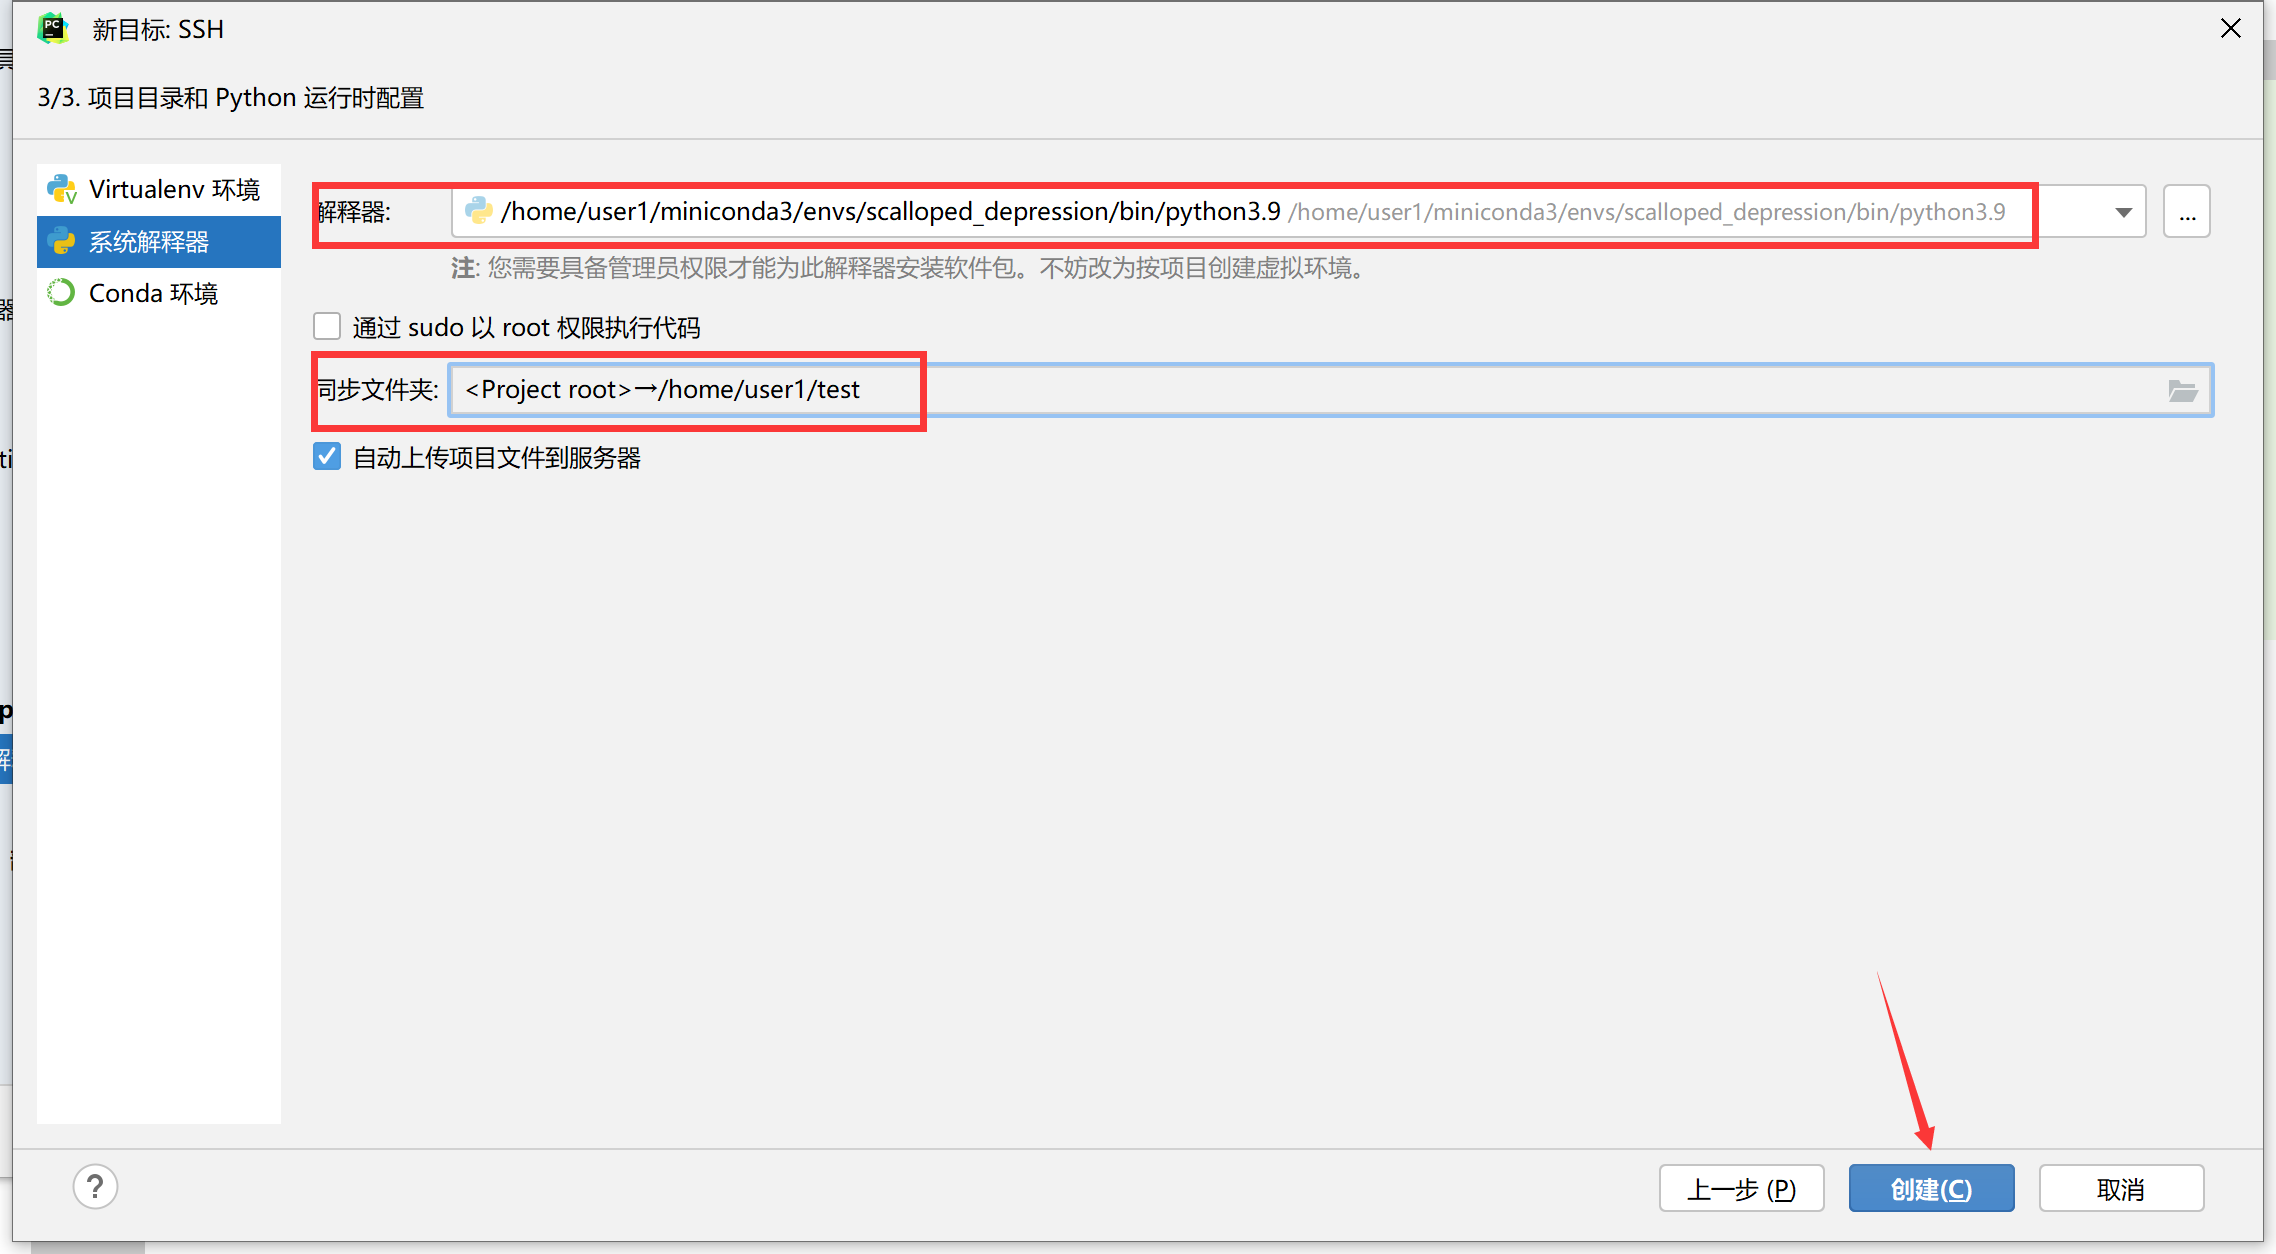 新目标: SSH
3/3. 项目目录和 Python 运行时配置
Virtualenv 环境
系统解释器
Conda 环境
解释器: /home/user1/miniconda3/envs/scalloped_depression/bin/python3.9 /home/user1/miniconda3/envs/scalloped_depression/bin/python3.9
...
注: 您需要具备管理员权限才能为此解释器安装软件包。不妨改为按项目创建虚拟环境。
通过 sudo 以 root 权限执行代码
同步文件夹: <Project root>→/home/user1/test
自动上传项目文件到服务器
?
上一步 (P)
创建(C)
取消